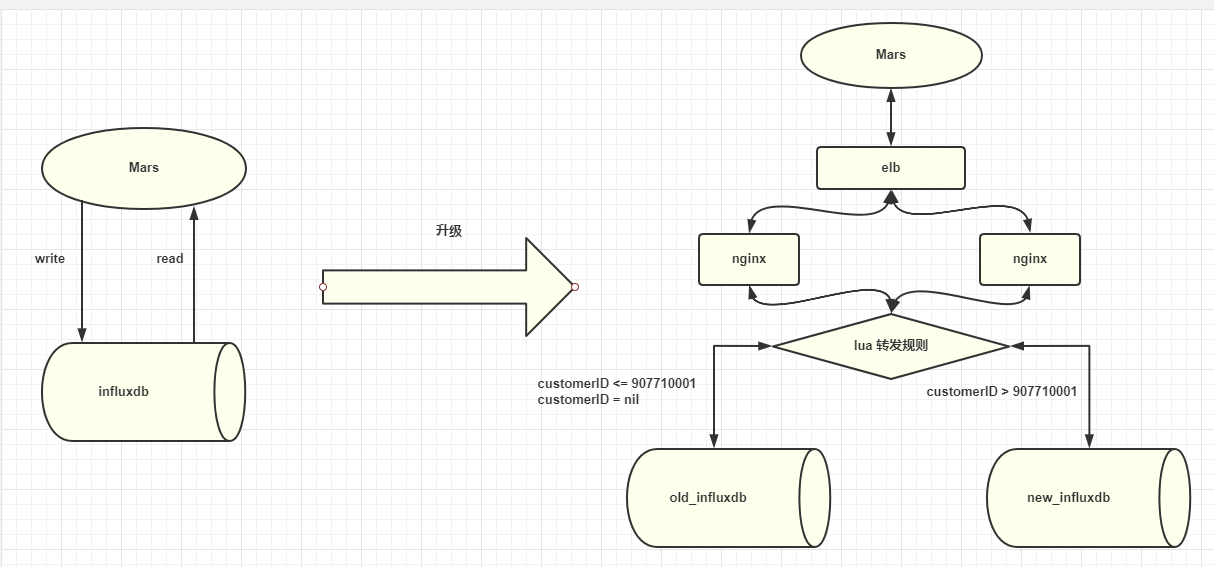 Mars
write
read
influxdb
升级
Mars
elb
nginx
nginx
lua 转发规则
customerID <= 907710001
customerID = nil
customerID > 907710001
old_influxdb
new_influxdb